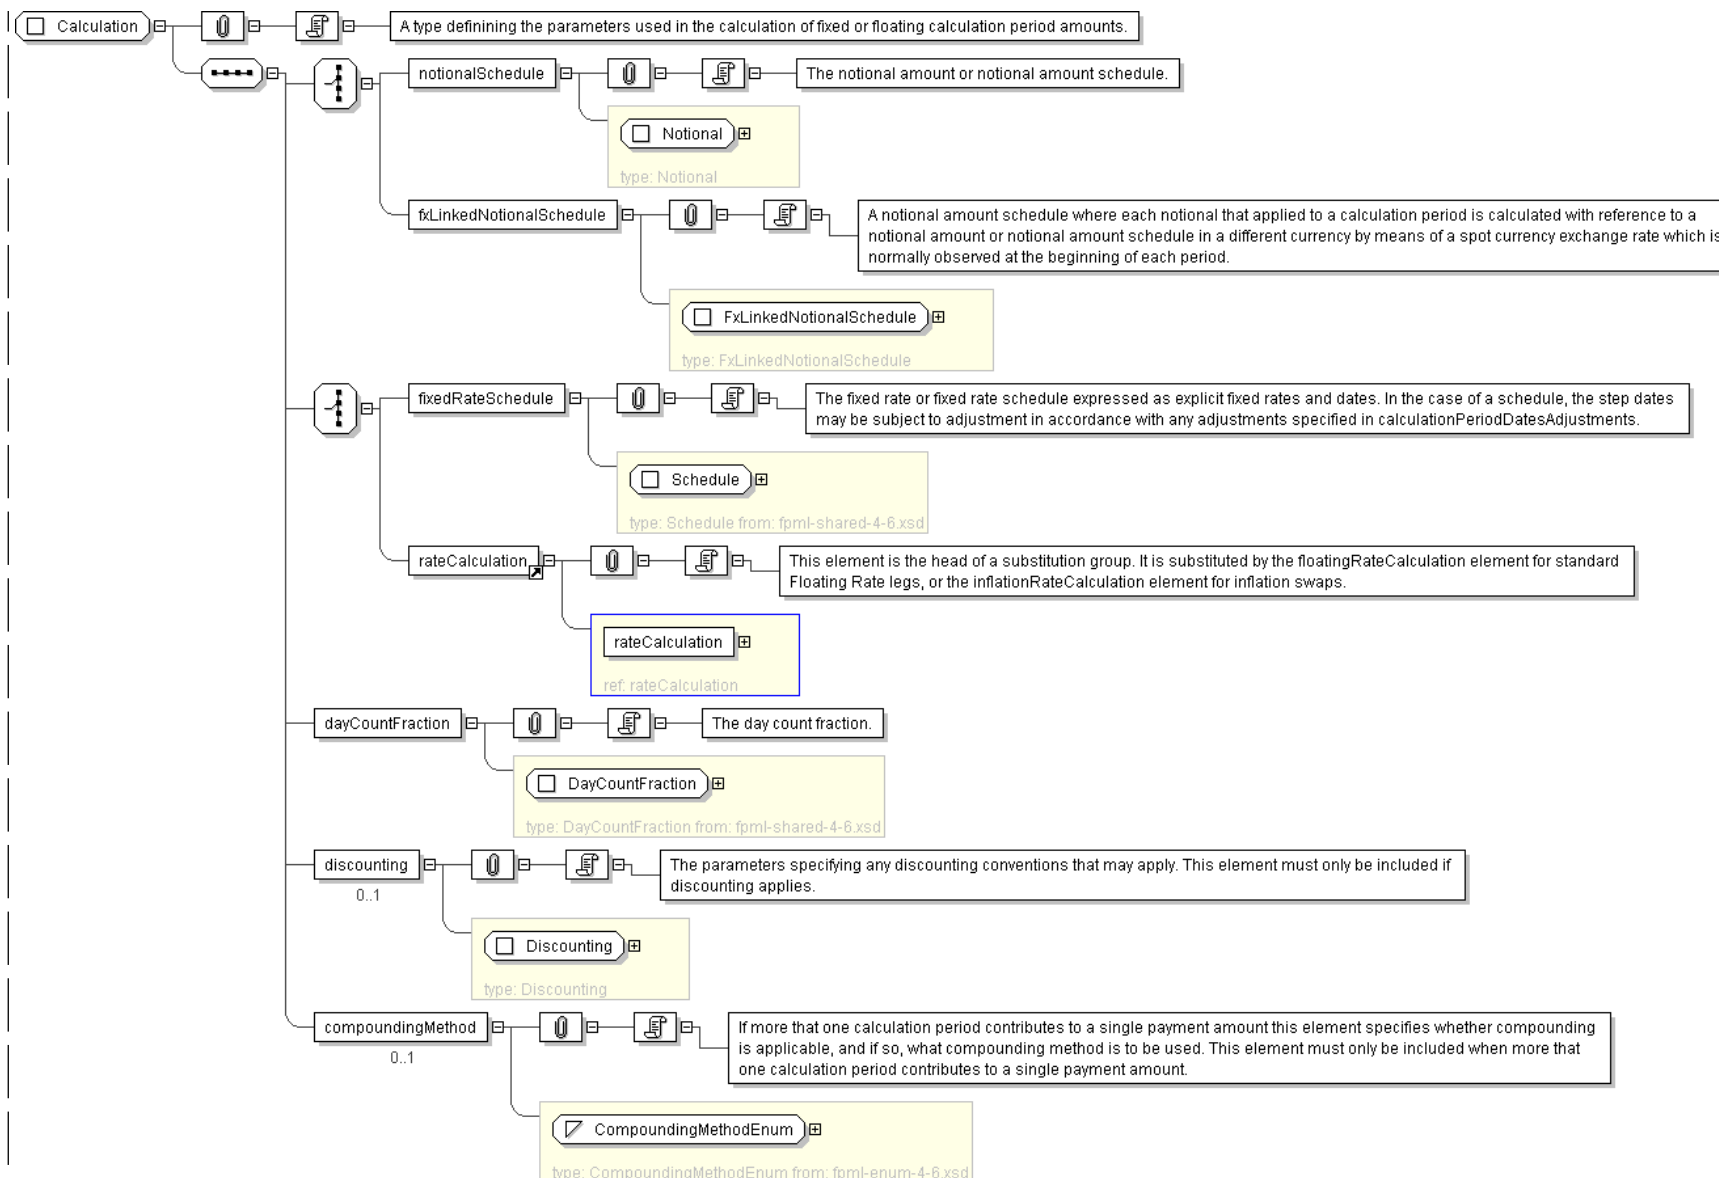 Calculation
A type definining the parameters used in the calculation of fixed or floating calculation period amounts.
notionalSchedule
The notional amount or notional amount schedule.
Notional
type: Notional
fxLinkedNotionalSchedule
A notional amount schedule where each notional that applied to a calculation period is calculated with reference to a
notional amount or notional amount schedule in a different currency by means of a spot currency exchange rate which is
normally observed at the beginning of each period.
FxLinkedNotionalSchedule
type: FxLinkedNotionalSchedule
fixedRateSchedule
The fixed rate or fixed rate schedule expressed as explicit fixed rates and dates. In the case of a schedule, the step dates
may be subject to adjustment in accordance with any adjustments specified in calculationPeriodDatesAdjustments.
Schedule
type: Schedule from: fpml-shared-4-6.xsd
rateCalculation
This element is the head of a substitution group. It is substituted by the floatingRateCalculation element for standard
Floating Rate legs, or the inflationRateCalculation element for inflation swaps.
rateCalculation
ref: rateCalculation
dayCountFraction
The day count fraction.
DayCountFraction
type: DayCountFraction from: fpml-shared-4-6.xsd
discounting
The parameters specifying any discounting conventions that may apply. This element must only be included if
discounting applies.
0..1
Discounting
type: Discounting
compoundingMethod
If more that one calculation period contributes to a single payment amount this element specifies whether compounding
is applicable, and if so, what compounding method is to be used. This element must only be included when more that
one calculation period contributes to a single payment amount.
0..1
CompoundingMethodEnum
type: CompoundingMethodEnum from: fpml-enum-4-6.xsd